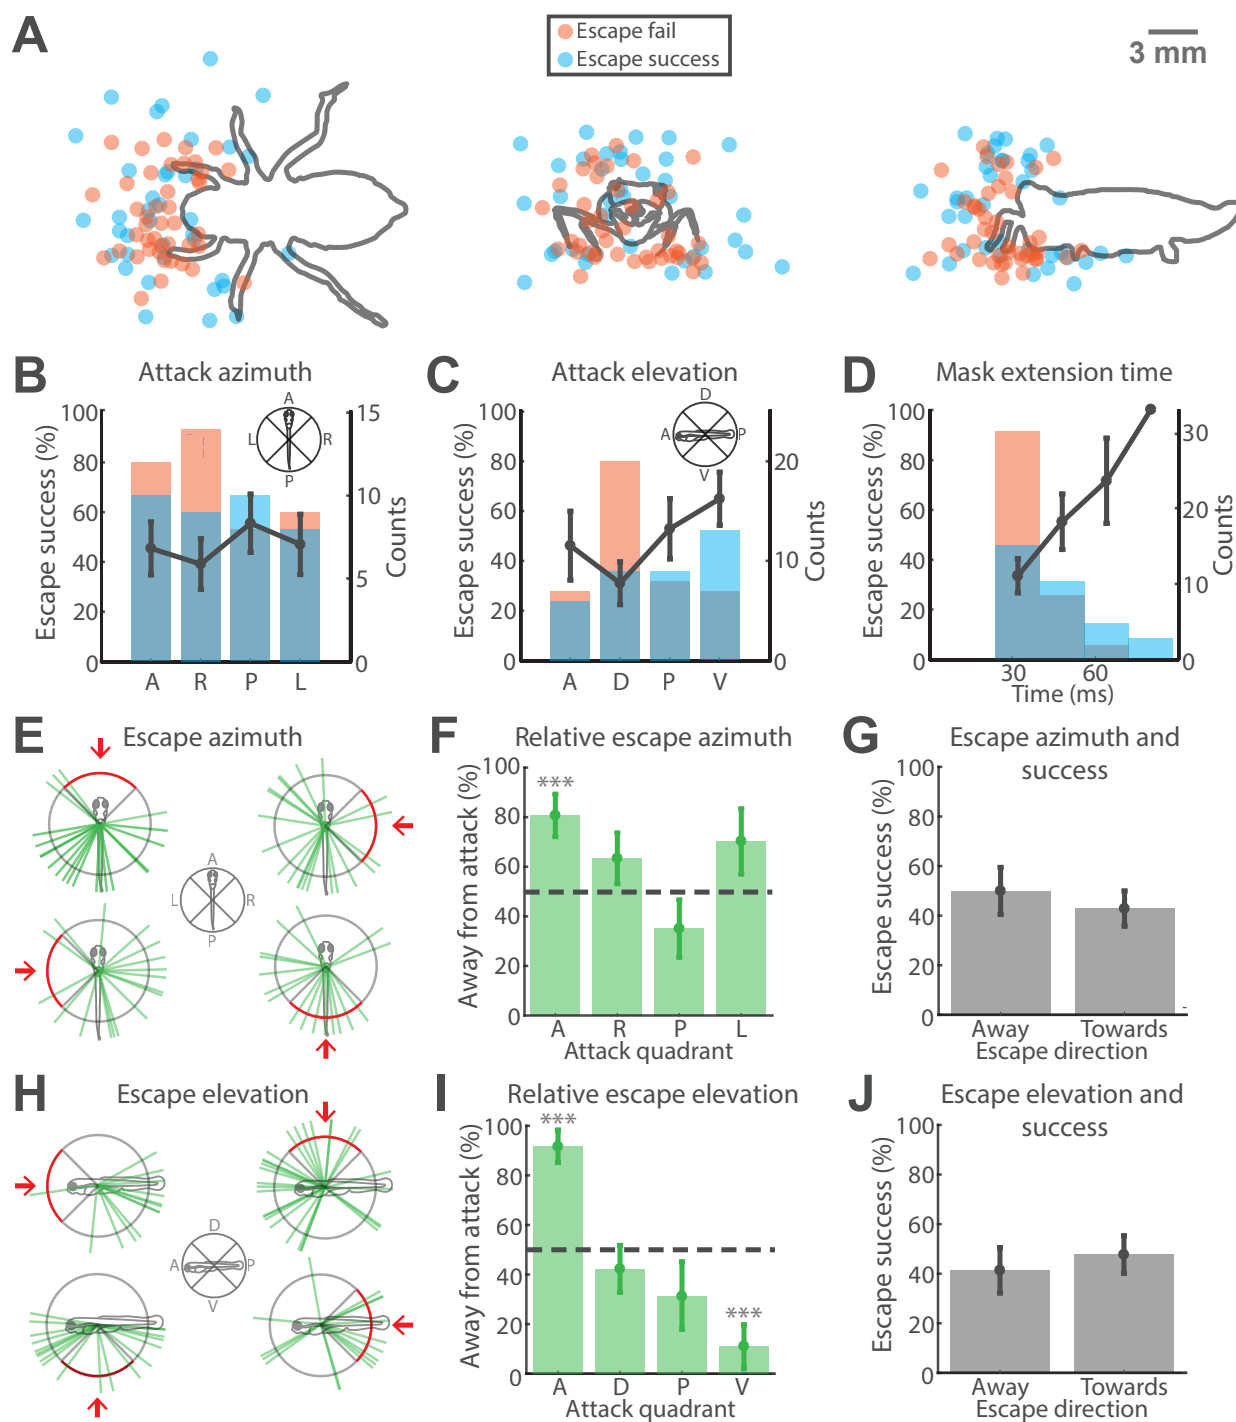 A
Escape fail
Escape success
3 mm
B
Attack azimuth
Escape success (%)
100
80
60
40
20
0
15
10
5
0
Counts
A
L
R
P
A R P L
C
Attack elevation
Escape success (%)
100
80
60
40
20
0
20
10
0
Counts
D
A
P
V
A D P V
D
Mask extension time
Escape success (%)
100
80
60
40
20
0
30
20
10
0
Counts
30 60
Time (ms)
E
Escape azimuth
A
L
R
P
F
Relative escape azimuth
Away from attack (%)
100
80
60
40
20
0
***
A R P L
Attack quadrant
G
Escape azimuth and
success
Escape success (%)
100
80
60
40
20
0
Away Towards
Escape direction
H
Escape elevation
D
A
P
V
I
Relative escape elevation
Away from attack (%)
100
80
60
40
20
0
***
***
A D P V
Attack quadrant
J
Escape elevation and
success
Escape success (%)
100
80
60
40
20
0
Away Towards
Escape direction